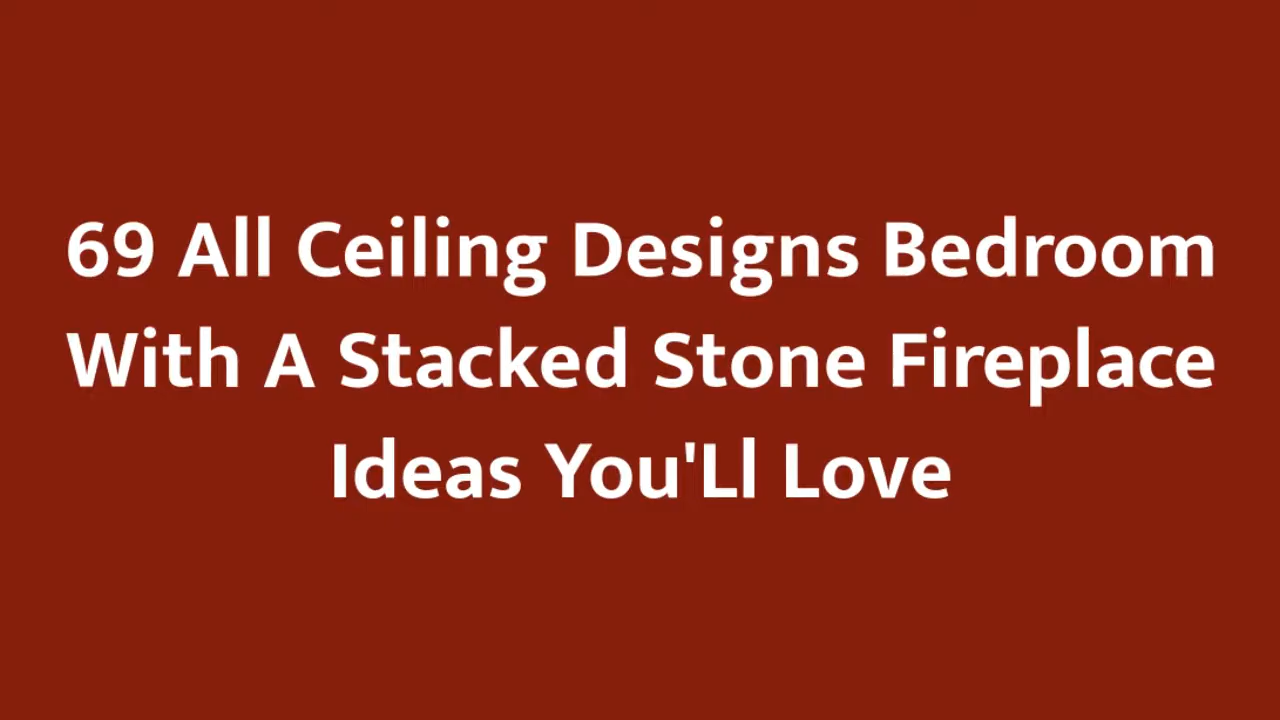 69 All Ceiling Designs Bedroom
With A Stacked Stone Fireplace
Ideas You'Ll Love